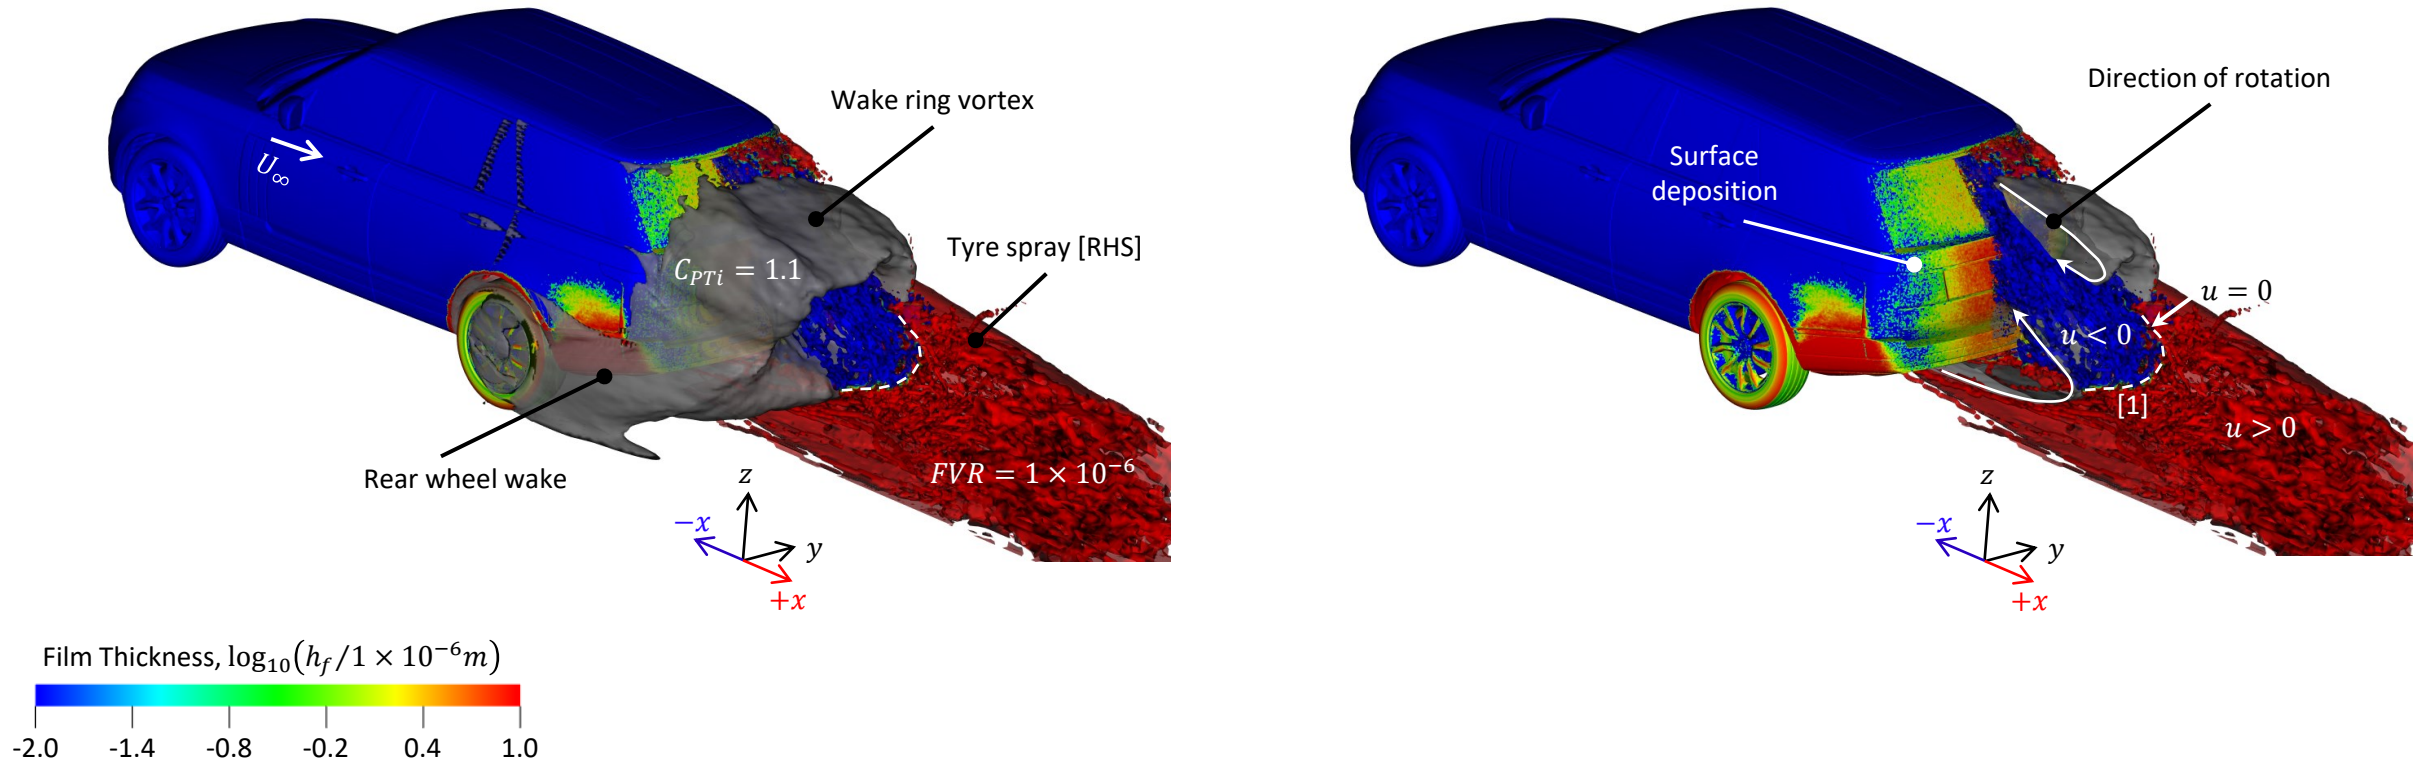 Wake ring vortex
U∞
Tyre spray [RHS]
C_PTi = 1.1
Rear wheel wake
FVR = 1 × 10⁻⁶
z
−x
y
+x
Film Thickness, log₁₀(h_f/1 × 10⁻⁶m)
-2.0 -1.4 -0.8 -0.2 0.4 1.0
Direction of rotation
Surface
deposition
u = 0
u < 0
[1]
u > 0
z
−x
y
+x